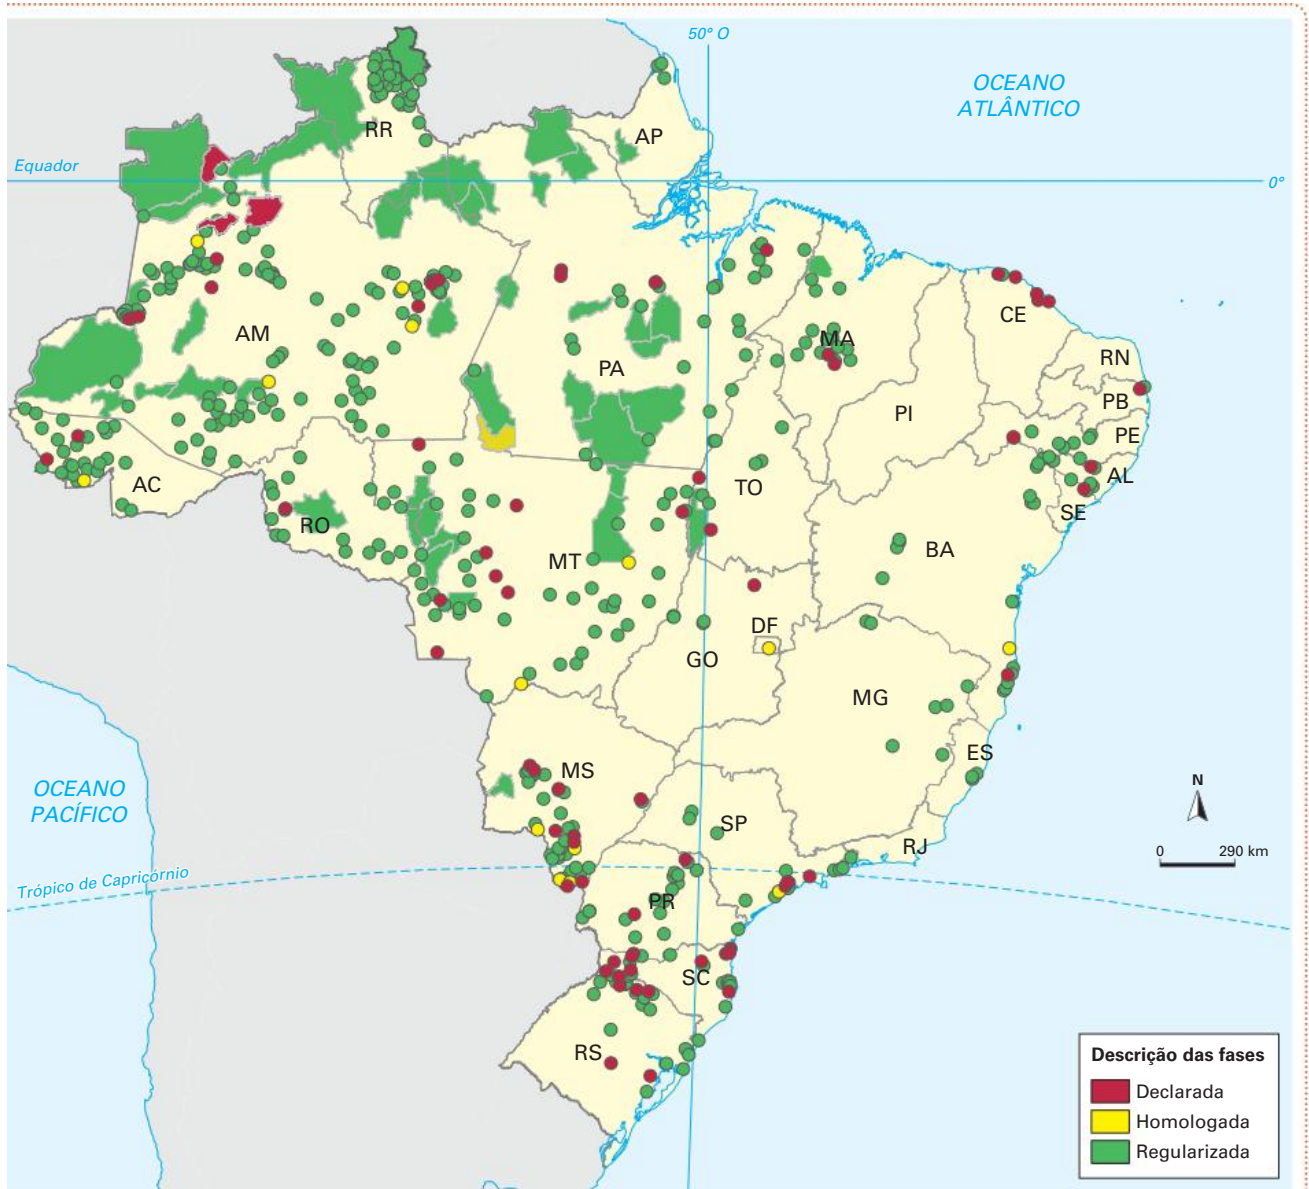 50° O
OCEANO
ATLÂNTICO
RR
AP
Equador
0°
AM
PA
MA
CE
RN
PB
PI
PE
AL
SE
AC
RO
TO
BA
MT
DF
GO
MG
ES
MS
OCEANO
PACÍFICO
SP
RJ
N
0 290 km
Trópico de Capricórnio
PR
SC
RS
Descrição das fases
Declarada
Homologada
Regularizada